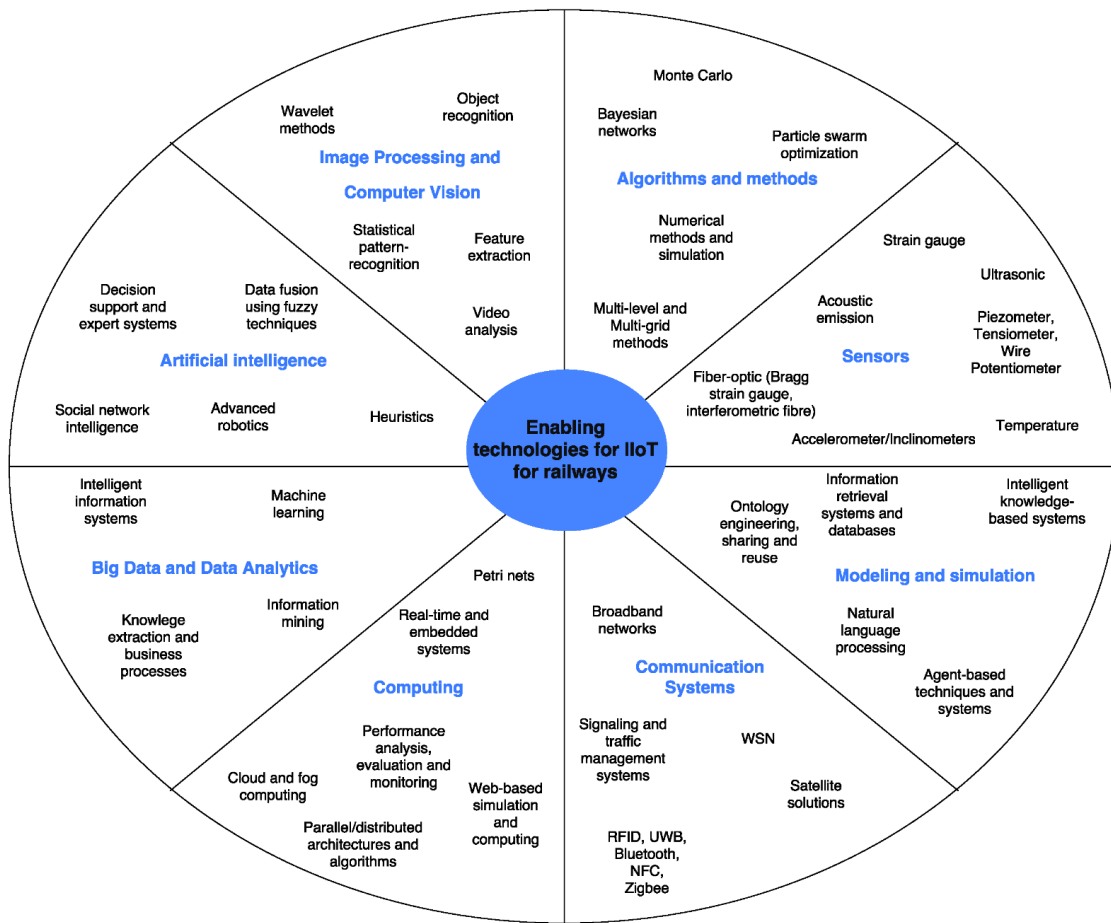 Wavelet
methods
Object
recognition
Image Processing and
Computer Vision
Statistical
pattern-
recognition
Feature
extraction
Video
analysis
Monte Carlo
Bayesian
networks
Particle swarm
optimization
Algorithms and methods
Numerical
methods and
simulation
Multi-level and
Multi-grid
methods
Strain gauge
Ultrasonic
Acoustic
emission
Piezometer,
Tensiometer,
Wire
Potentiometer
Sensors
Fiber-optic (Bragg
strain gauge,
interferometric fibre)
Accelerometer/Inclinometers
Temperature
Decision
support and
expert systems
Data fusion
using fuzzy
techniques
Artificial intelligence
Social network
intelligence
Advanced
robotics
Heuristics
Enabling
technologies for IIoT
for railways
Intelligent
information
systems
Machine
learning
Big Data and Data Analytics
Knowlege
extraction and
business
processes
Information
mining
Petri nets
Real-time and
embedded systems
Computing
Performance
analysis,
evaluation and
monitoring
Cloud and fog
computing
Web-based
simulation
and
computing
Parallel/distributed
architectures and
algorithms
Broadband
networks
Communication
Systems
Signaling and
traffic
management
systems
WSN
Satellite
solutions
RFID, UWB,
Bluetooth,
NFC,
Zigbee
Ontology
engineering,
sharing and
reuse
Information
retrieval
systems and
databases
Intelligent
knowledge-
based systems
Modeling and simulation
Natural
language
processing
Agent-based
techniques and
systems